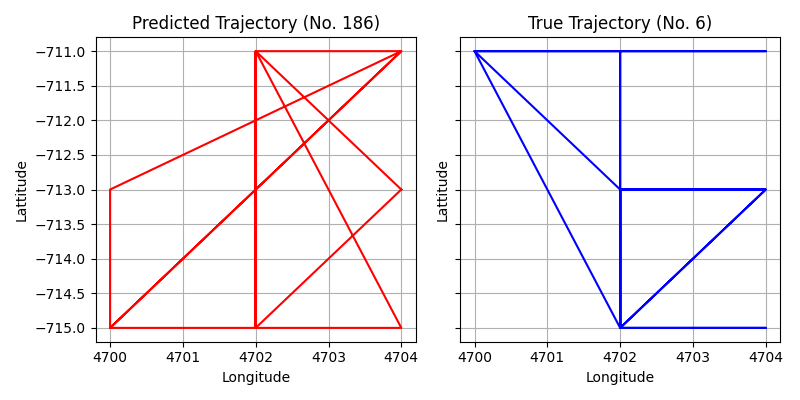 Predicted Trajectory (No. 186)
True Trajectory (No. 6)
Lattitude
−711.0
−711.5
−712.0
−712.5
−713.0
−713.5
−714.0
−714.5
−715.0
4700 4701 4702 4703 4704
Longitude
Lattitude
4700 4701 4702 4703 4704
Longitude